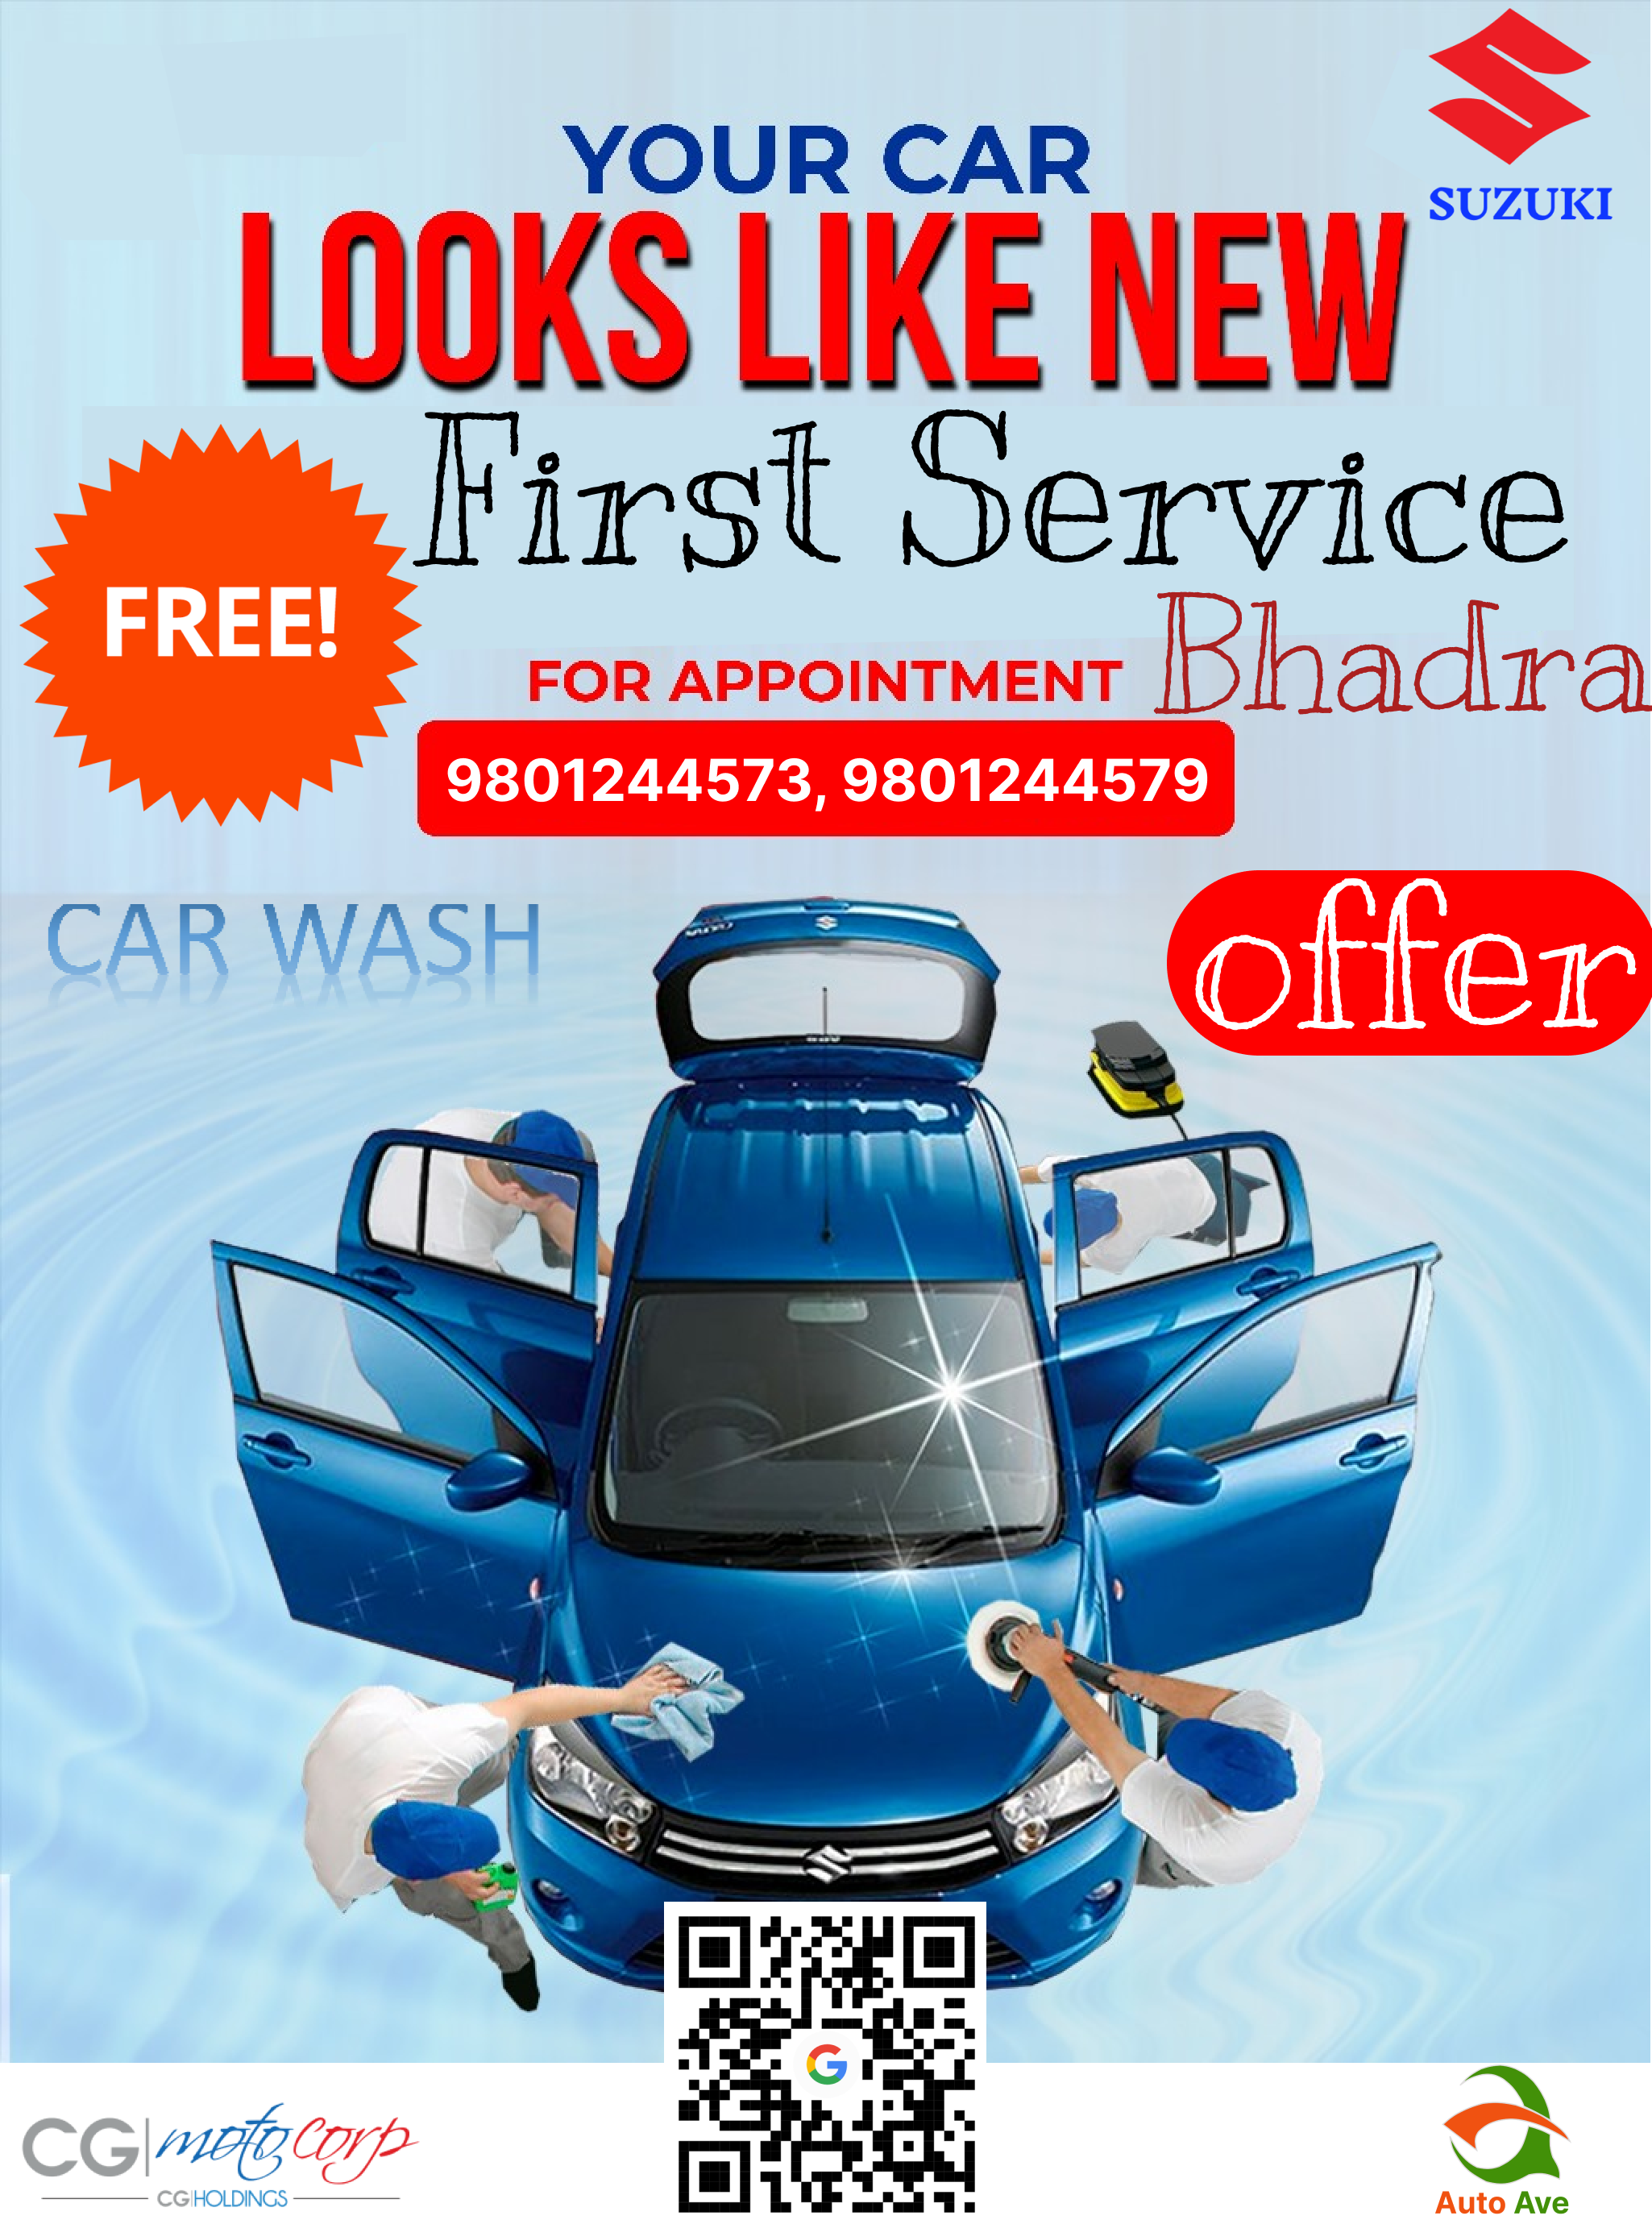 SUZUKI
YOUR CAR
LOOKS LIKE NEW
First Service
FREE!
Bhadra
FOR APPOINTMENT
9801244573, 9801244579
CAR WASH
offer
CG motocorp
CG HOLDINGS
Auto Ave